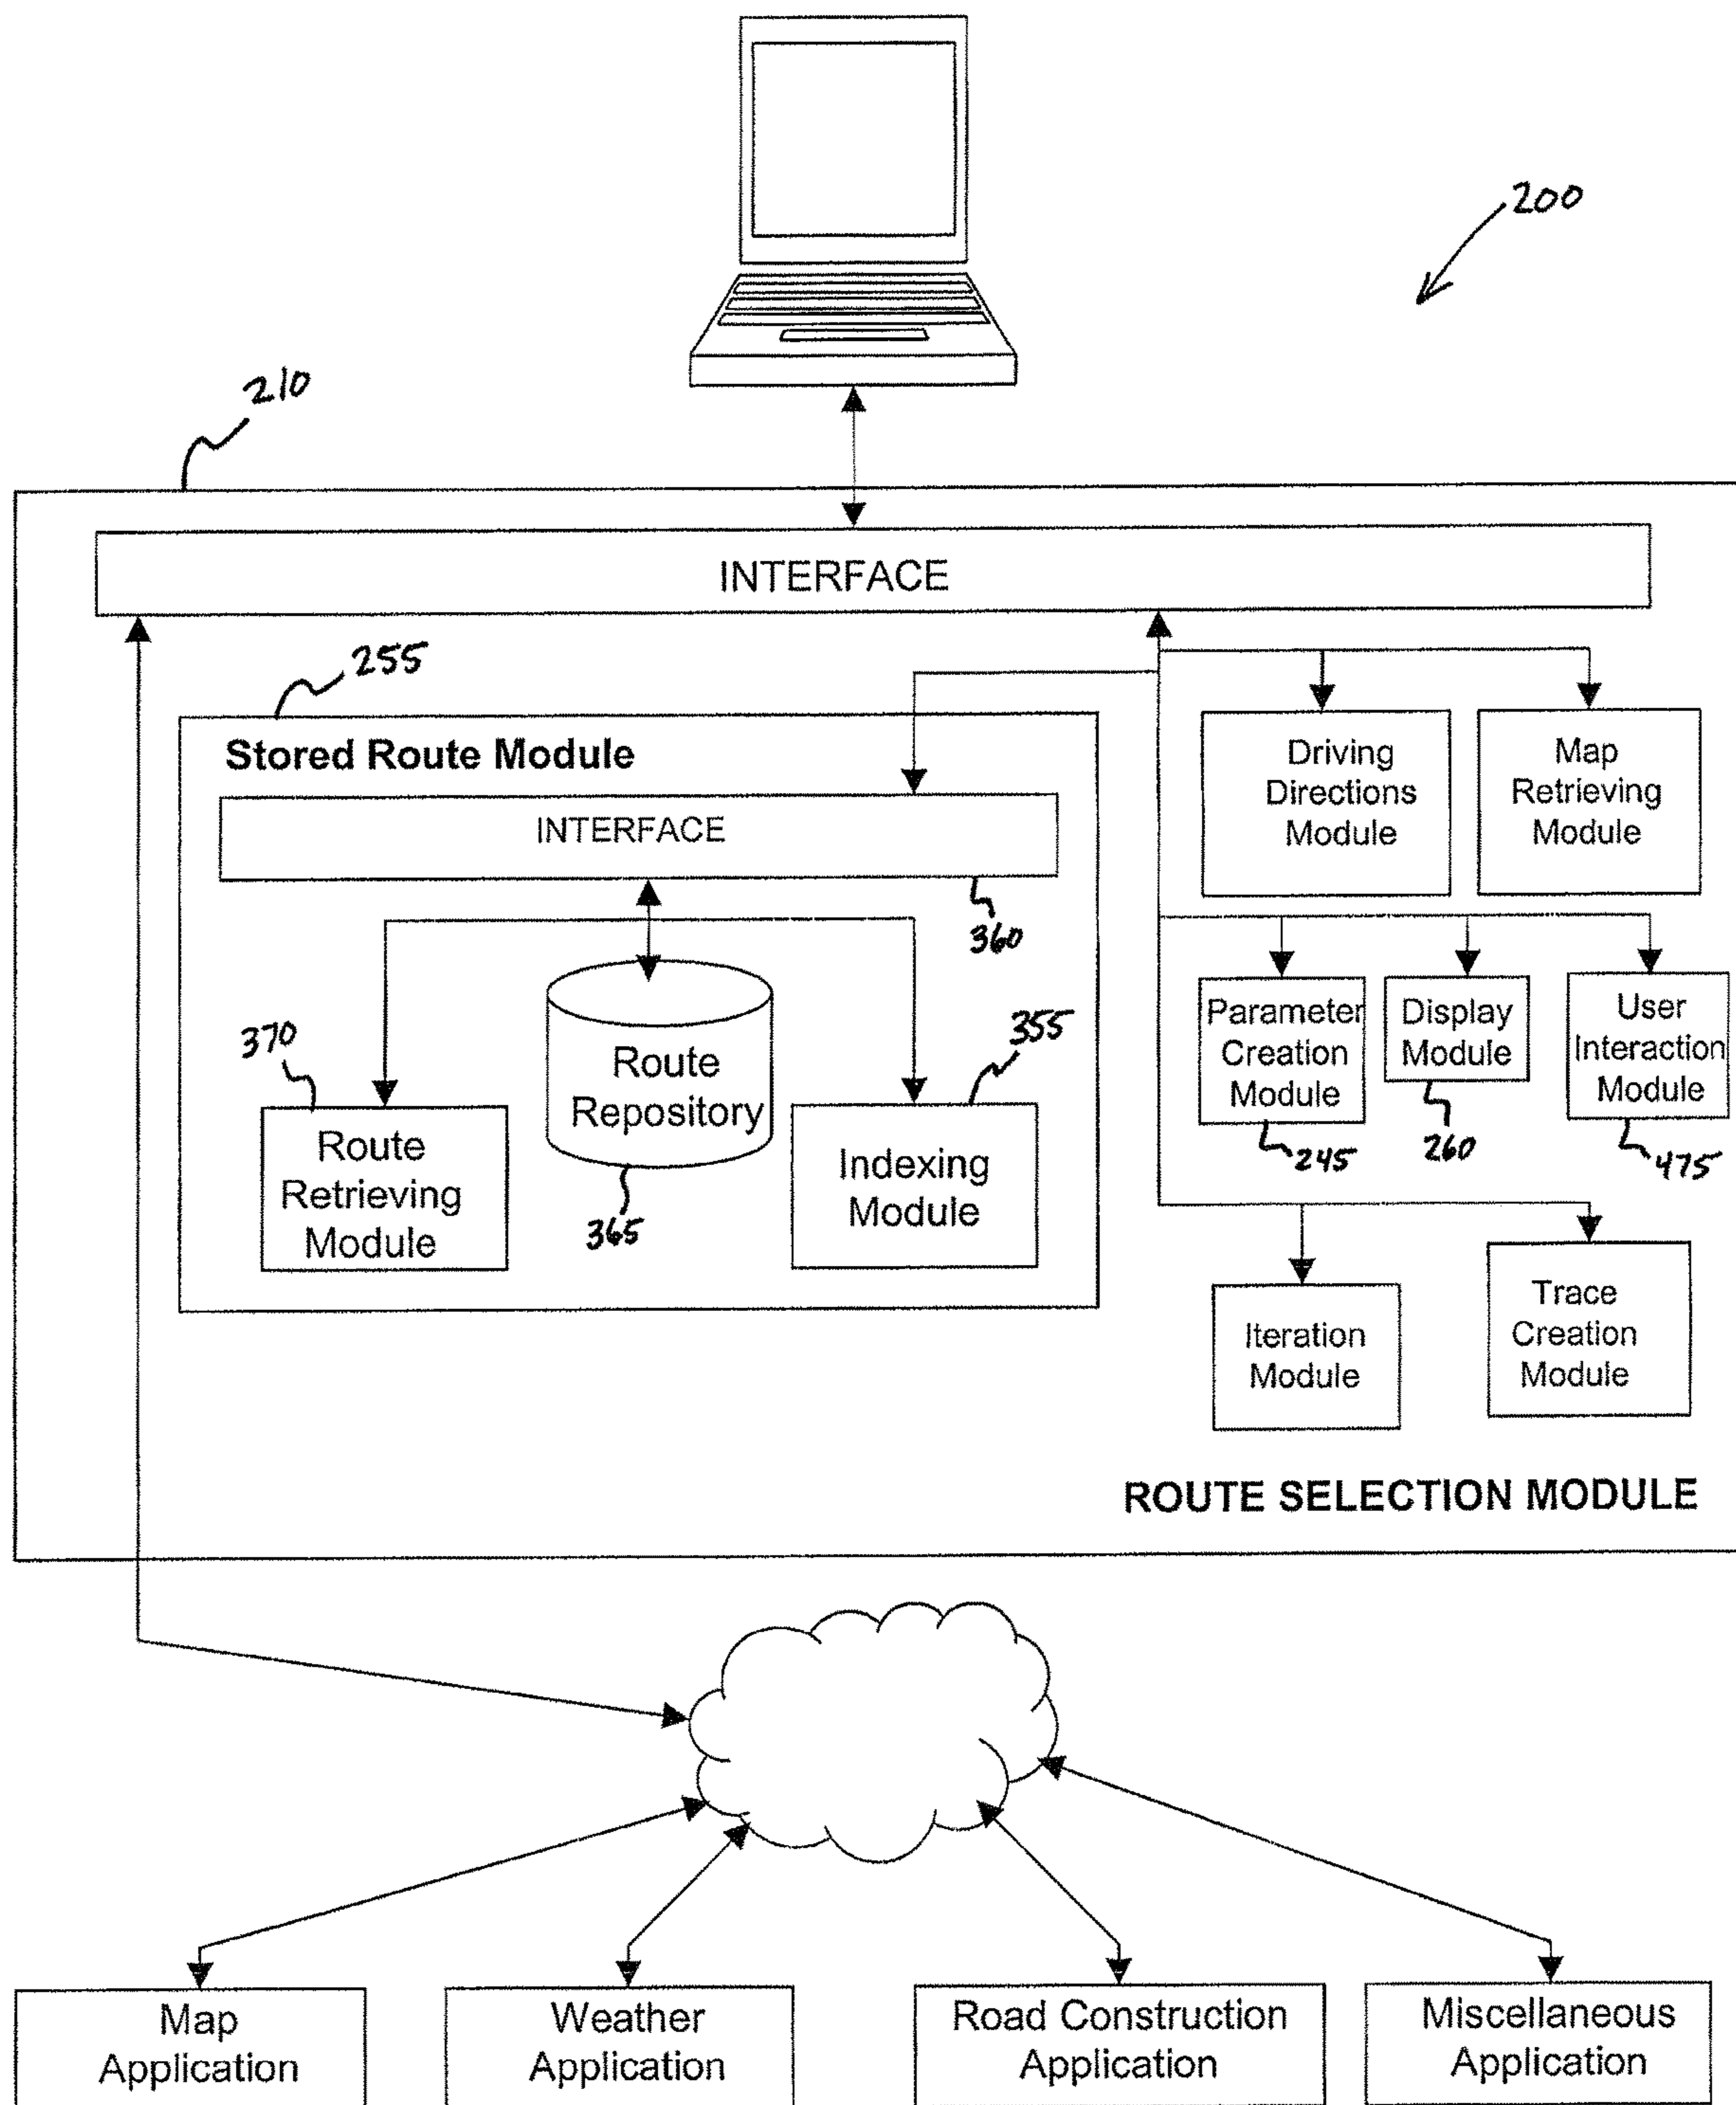 200
210
INTERFACE
255
Stored Route Module
INTERFACE
360
Driving
Directions
Module
Map
Retrieving
Module
370
Route
Retrieving
Module
Route
Repository
365
355
Indexing
Module
Parameter
Creation
Module
245
Display
Module
260
User
Interaction
Module
475
Iteration
Module
Trace
Creation
Module
ROUTE SELECTION MODULE
Map
Application
Weather
Application
Road Construction
Application
Miscellaneous
Application